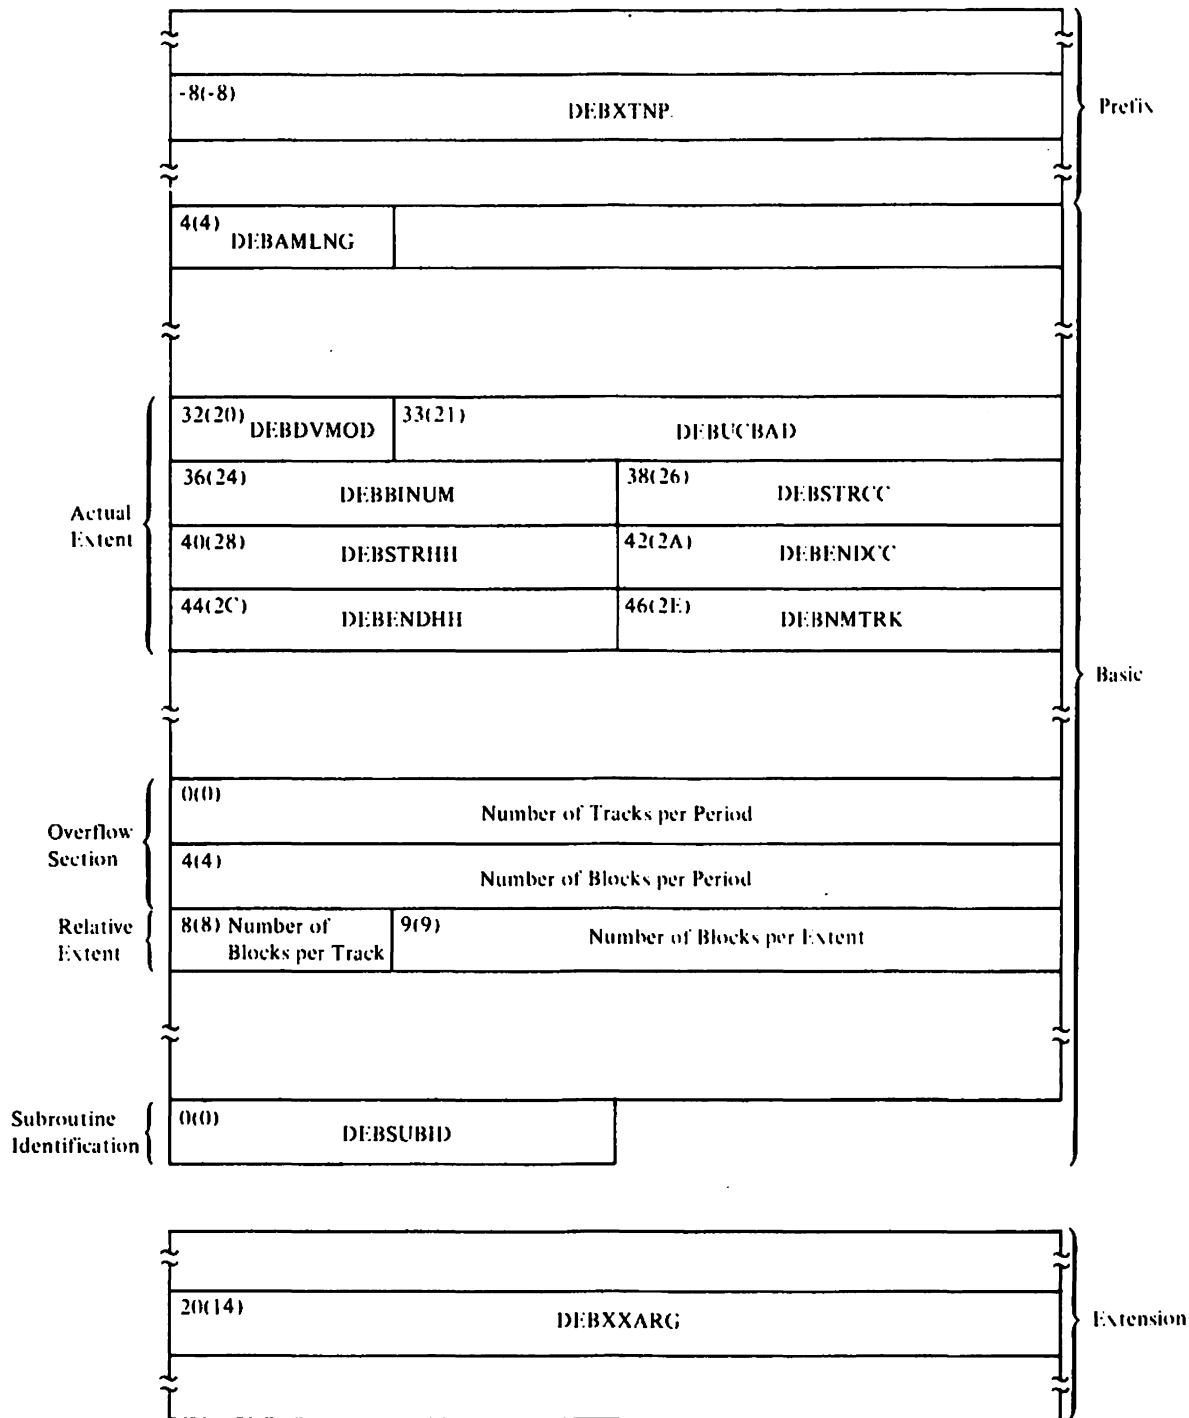 -8(-8)
DEBXTNP
Prefix
4(4) DEBAMLNG
32(20) DEBDVMOD
33(21) DEBUCBAD
36(24) DEBBINUM
38(26) DEBSTRCC
Actual
Extent
40(28) DEBSTRHH
42(2A) DEBENDCC
44(2C) DEBENDHH
46(2E) DEBNMTRK
Basic
0(0)
Number of Tracks per Period
Overflow
Section
4(4)
Number of Blocks per Period
Relative
Extent
8(8) Number of
Blocks per Track
9(9) Number of Blocks per Extent
Subroutine
Identification
0(0)
DEBSUBID
20(14)
DEBXXARG
Extension